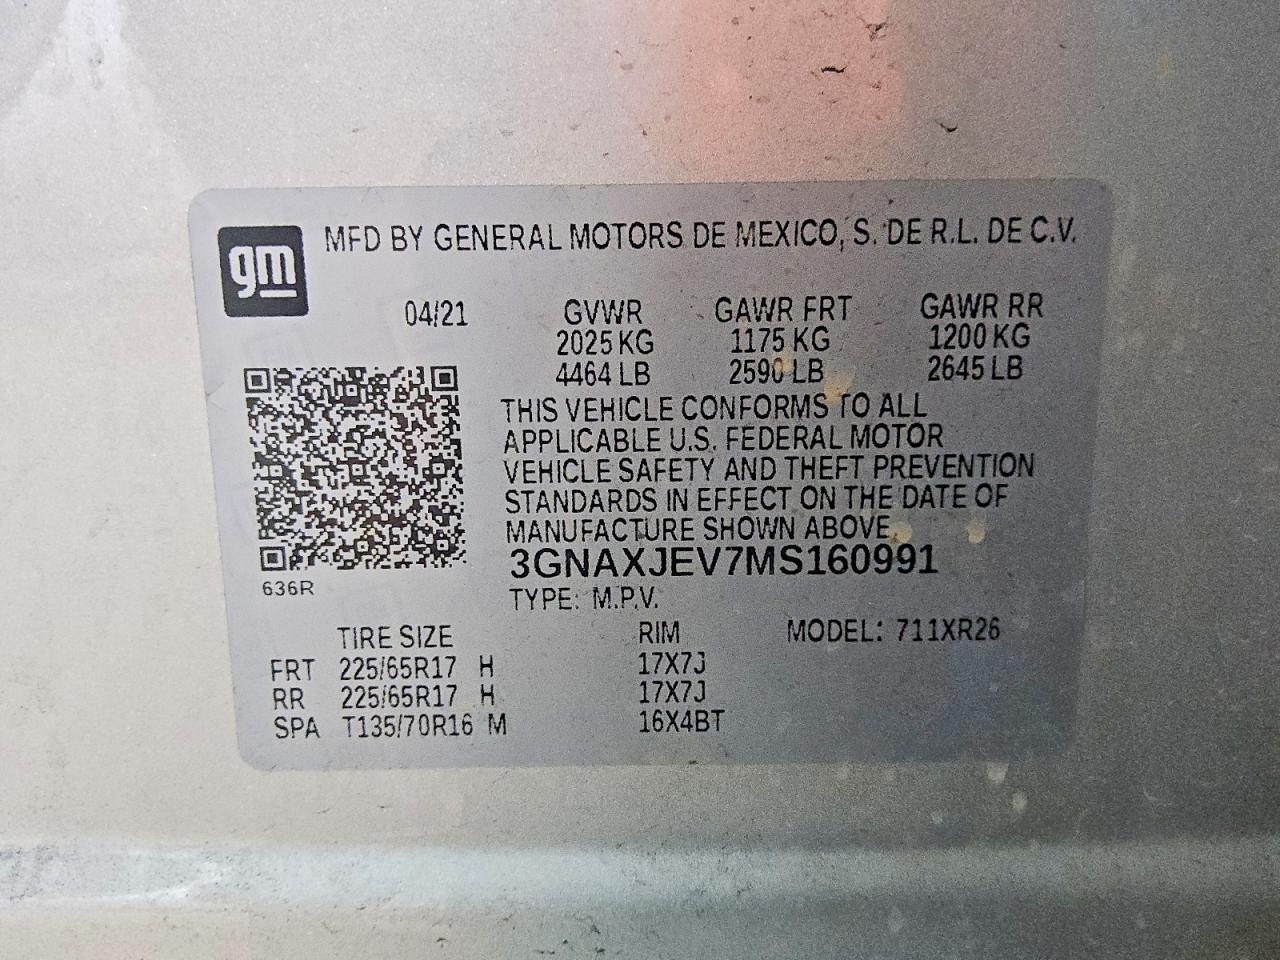 gm MFD BY GENERAL MOTORS DE MEXICO, S. DE R.L. DE C.V.
04/21 GVWR GAWR FRT GAWR RR
2025 KG 1175 KG 1200 KG
4464 LB 2590 LB 2645 LB
THIS VEHICLE CONFORMS TO ALL
APPLICABLE U.S. FEDERAL MOTOR
VEHICLE SAFETY AND THEFT PREVENTION
STANDARDS IN EFFECT ON THE DATE OF
MANUFACTURE SHOWN ABOVE.
3GNAXJEV7MS160991
636R
TYPE: M.P.V.
TIRE SIZE RIM MODEL: 711XR26
FRT 225/65R17 H 17X7J
RR 225/65R17 H 17X7J
SPA T135/70R16 M 16X4BT